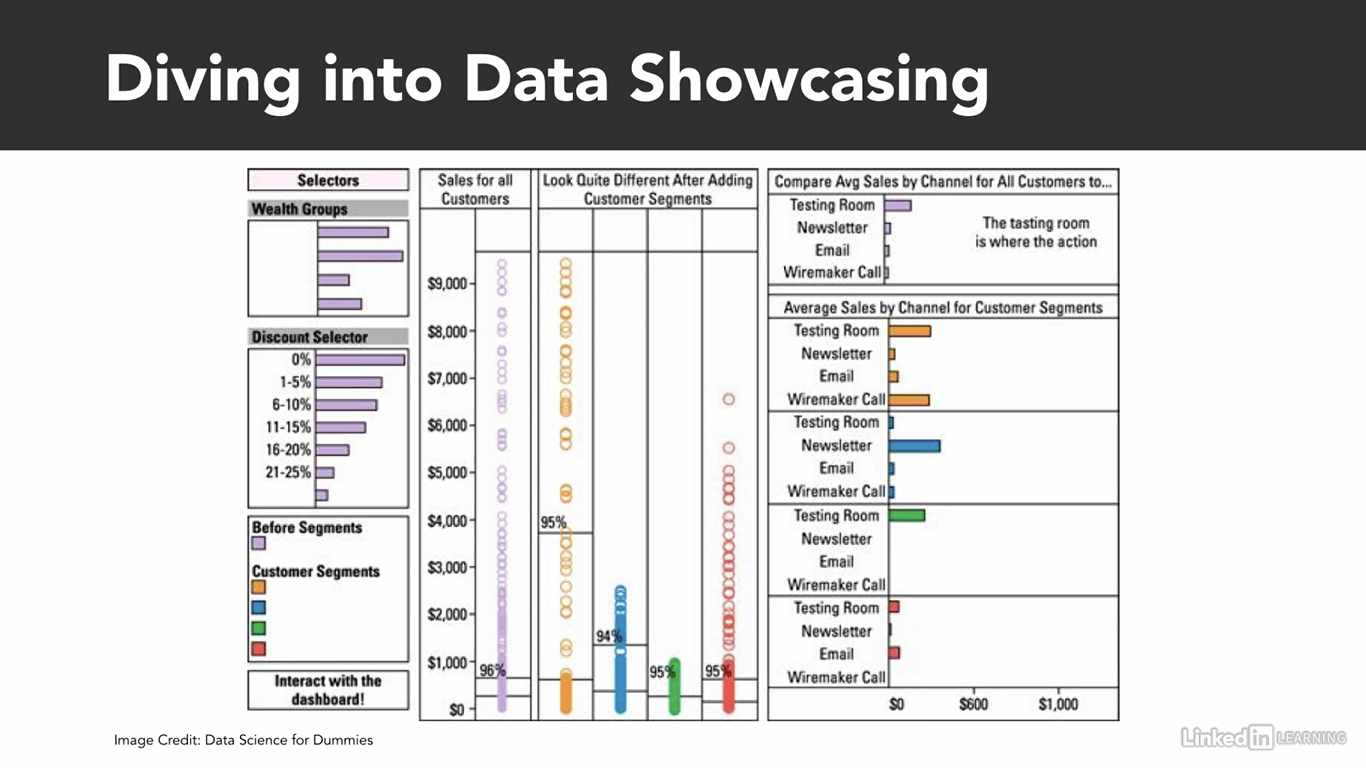 Diving into Data Showcasing
Selectors
Wealth Groups
Discount Selector
0%
1-5%
6-10%
11-15%
16-20%
21-25%
Before Segments
Customer Segments
Interact with the
dashboard!
Sales for all
Customers
Look Quite Different After Adding
Customer Segments
$9,000
$8,000
$7,000
$6,000
$5,000
$4,000
$3,000
$2,000
$1,000
$0
96%
95%
94%
95%
95%
Compare Avg Sales by Channel for All Customers to...
Testing Room
Newsletter
Email
Wiremaker Call
The tasting room
is where the action
Average Sales by Channel for Customer Segments
Testing Room
Newsletter
Email
Wiremaker Call
Testing Room
Newsletter
Email
Wiremaker Call
Testing Room
Newsletter
Email
Wiremaker Call
Testing Room
Newsletter
Email
Wiremaker Call
$0 $600 $1,000
Image Credit: Data Science for Dummies
LinkedIn LEARNING